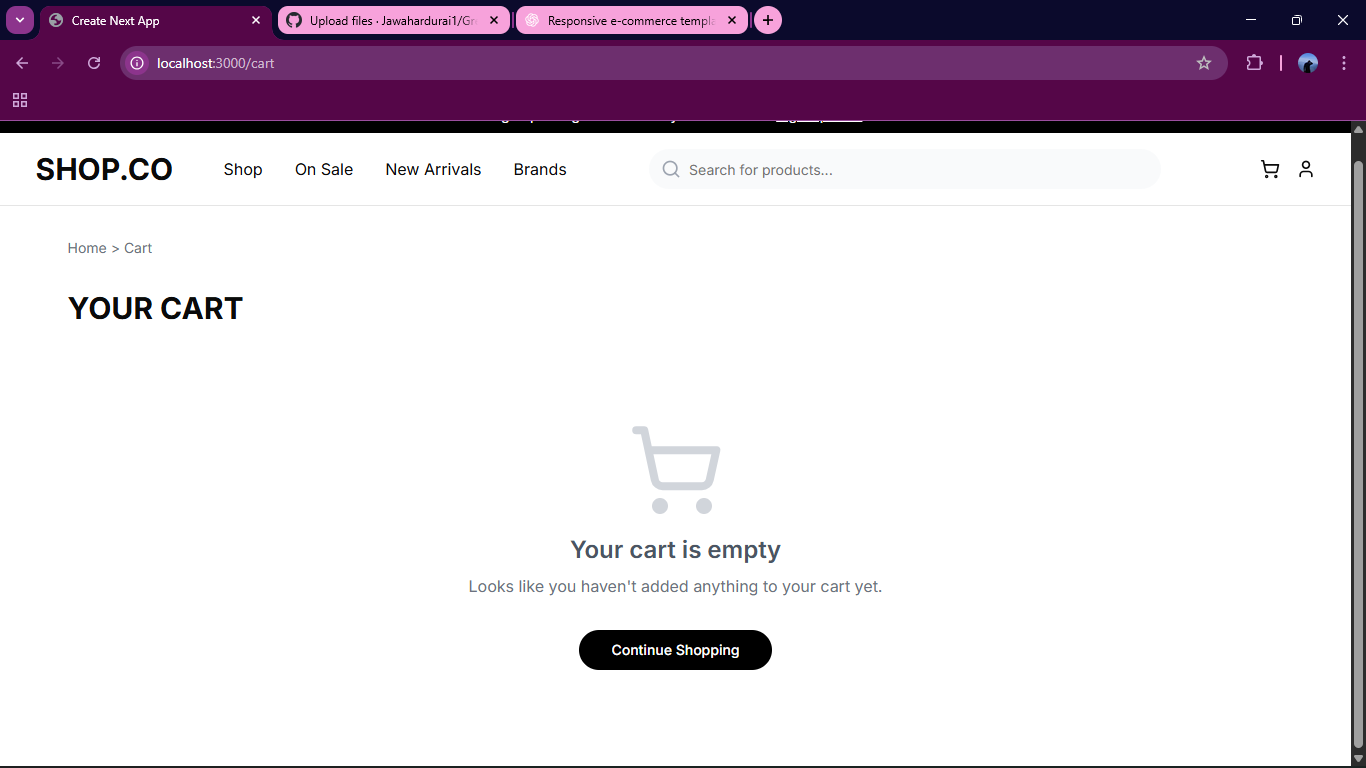 Create Next App
Upload files · Jawahardurai1/Gr
Responsive e-commerce templa
localhost:3000/cart
SHOP.CO
Shop
On Sale
New Arrivals
Brands
Search for products...
Home > Cart
YOUR CART
Your cart is empty
Looks like you haven't added anything to your cart yet.
Continue Shopping